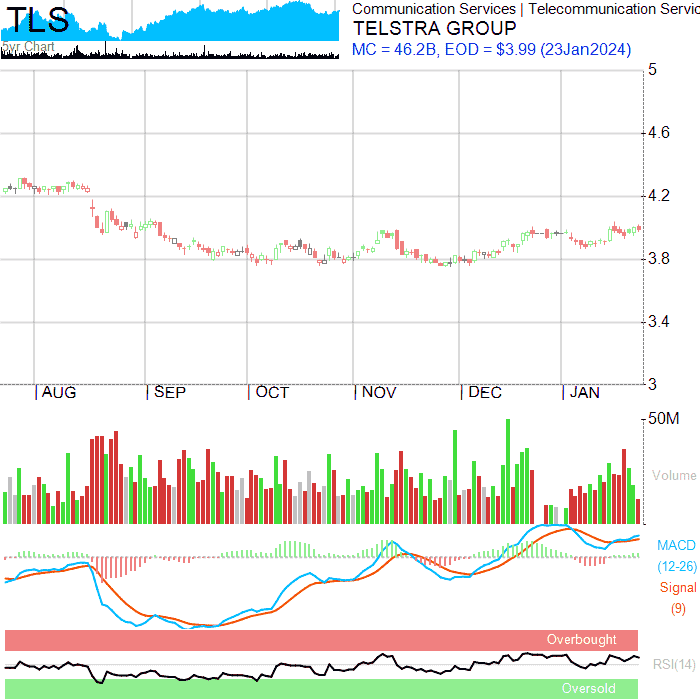 TLS
5yr Chart
Communication Services | Telecommunication Servic
TELSTRA GROUP
MC = 46.2B, EOD = $3.99 (23Jan2024)
5
4.6
4.2
3.8
3.4
3
| AUG | SEP | OCT | NOV | DEC | JAN
50M
Volume
MACD
(12-26)
Signal
(9)
Overbought
RSI(14)
Oversold